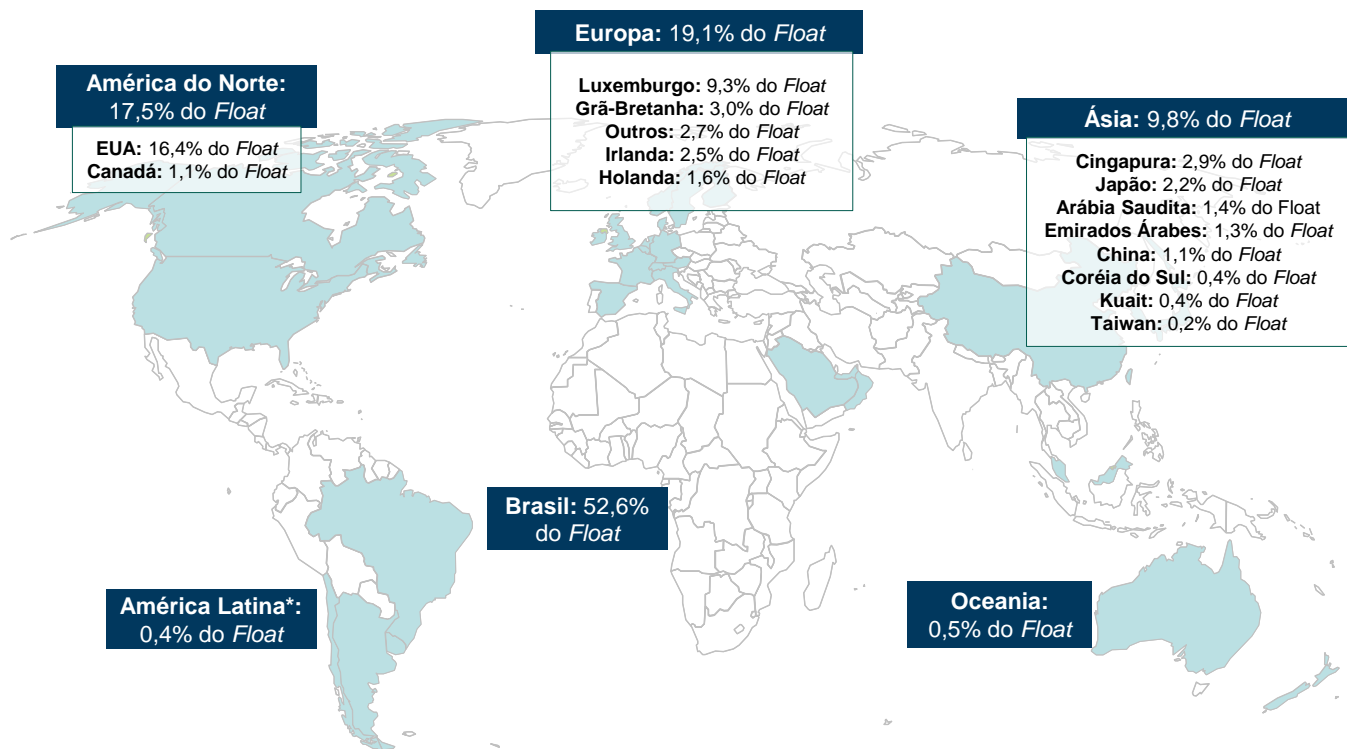 América do Norte:
17,5% do Float
EUA: 16,4% do Float
Canadá: 1,1% do Float
Europa: 19,1% do Float
Luxemburgo: 9,3% do Float
Grã-Bretanha: 3,0% do Float
Outros: 2,7% do Float
Irlanda: 2,5% do Float
Holanda: 1,6% do Float
Ásia: 9,8% do Float
Cingapura: 2,9% do Float
Japão: 2,2% do Float
Arábia Saudita: 1,4% do Float
Emirados Árabes: 1,3% do Float
China: 1,1% do Float
Coréia do Sul: 0,4% do Float
Kuait: 0,4% do Float
Taiwan: 0,2% do Float
Brasil: 52,6%
do Float
América Latina*:
0,4% do Float
Oceania:
0,5% do Float